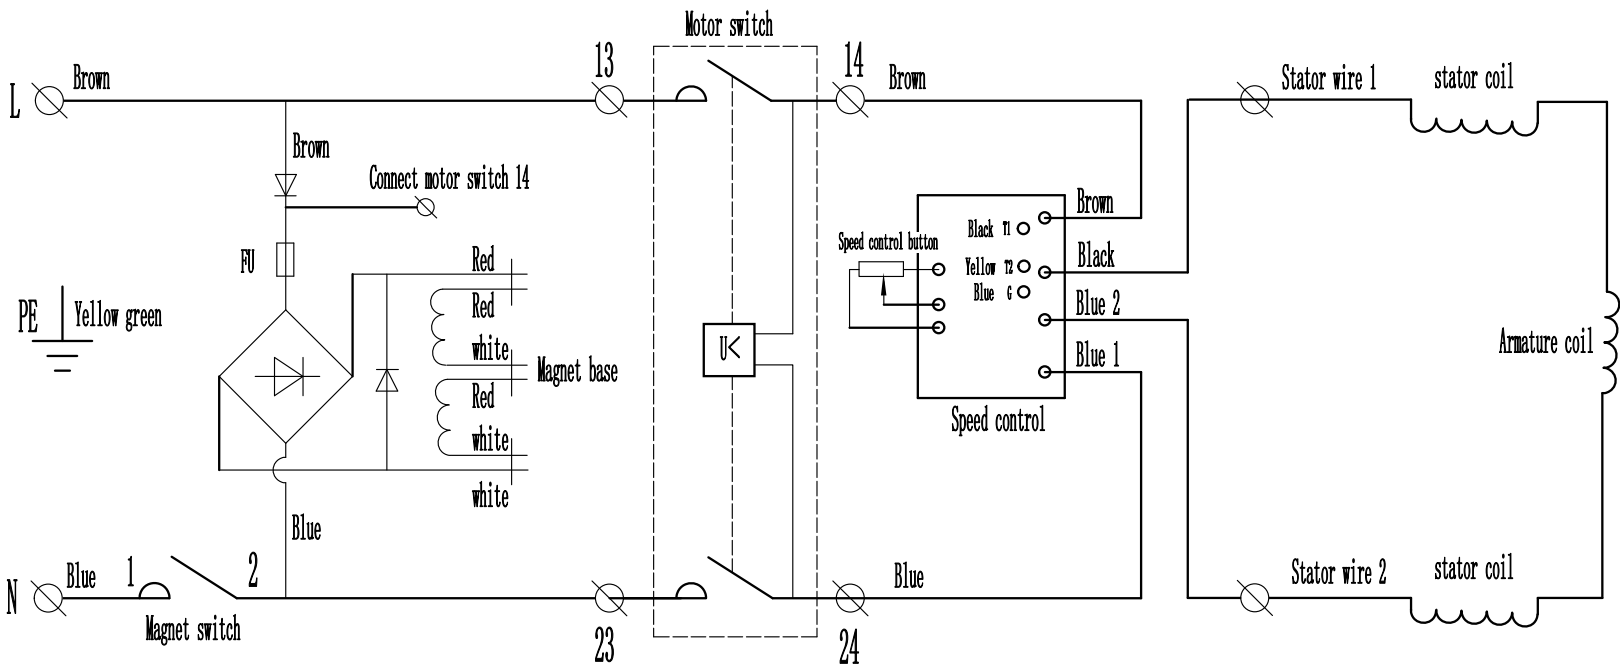 Motor switch
L
Brown
13
14
Brown
Stator wire 1
stator coil
Brown
Connect motor switch 14
Brown
Black T1
Speed control button
Black
Yellow T2
FU
Red
Blue G
Blue 2
PE
Yellow green
Red
white
U<
Armature coil
Blue 1
Magnet base
Red
Speed control
white
white
Blue
N
Blue
1
2
Blue
Stator wire 2
stator coil
Magnet switch
23
24